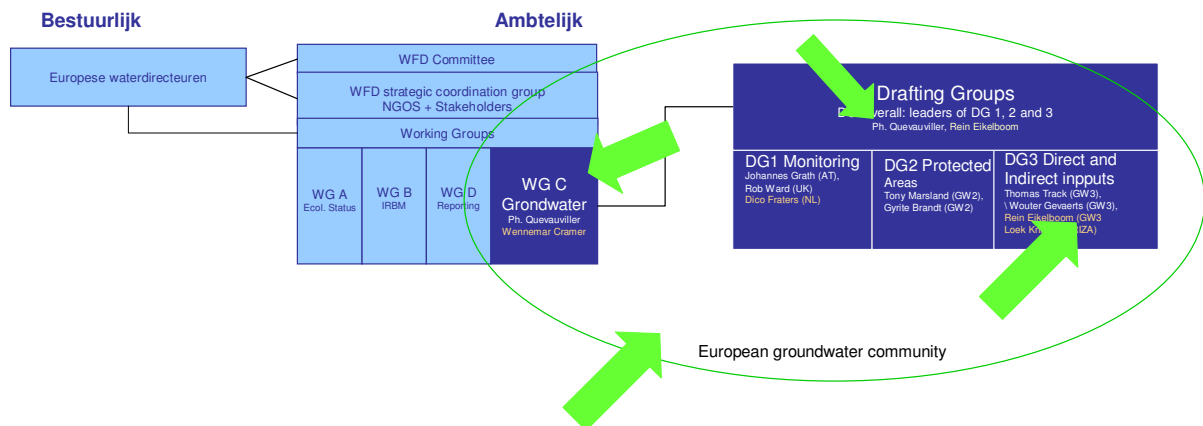 Bestuurlijk
Ambtelijk
Europese waterdirecteuren
WFD Committee
WFD strategic coordination group
NGOS + Stakeholders
Working Groups
WG A
Ecol. Status
WG B
IRBM
WG D
Reporting
WG C
Grondwater
Ph. Quevauviller
Wennemar Cramer
Drafting Groups
overall: leaders of DG 1, 2 and 3
Ph. Quevauviller, Rein Eikelboom
DG1 Monitoring
Johannes Grath (AT),
Rob Ward (UK)
Dico Fraters (NL)
DG2 Protected
Areas
Tony Marsland (GW2),
Gyrite Brandt (GW2)
DG3 Direct and
Indirect inpputs
Thomas Track (GW3),
\ Wouter Gevaerts (GW3),
Rein Eikelboom (GW3
Loek
European groundwater community